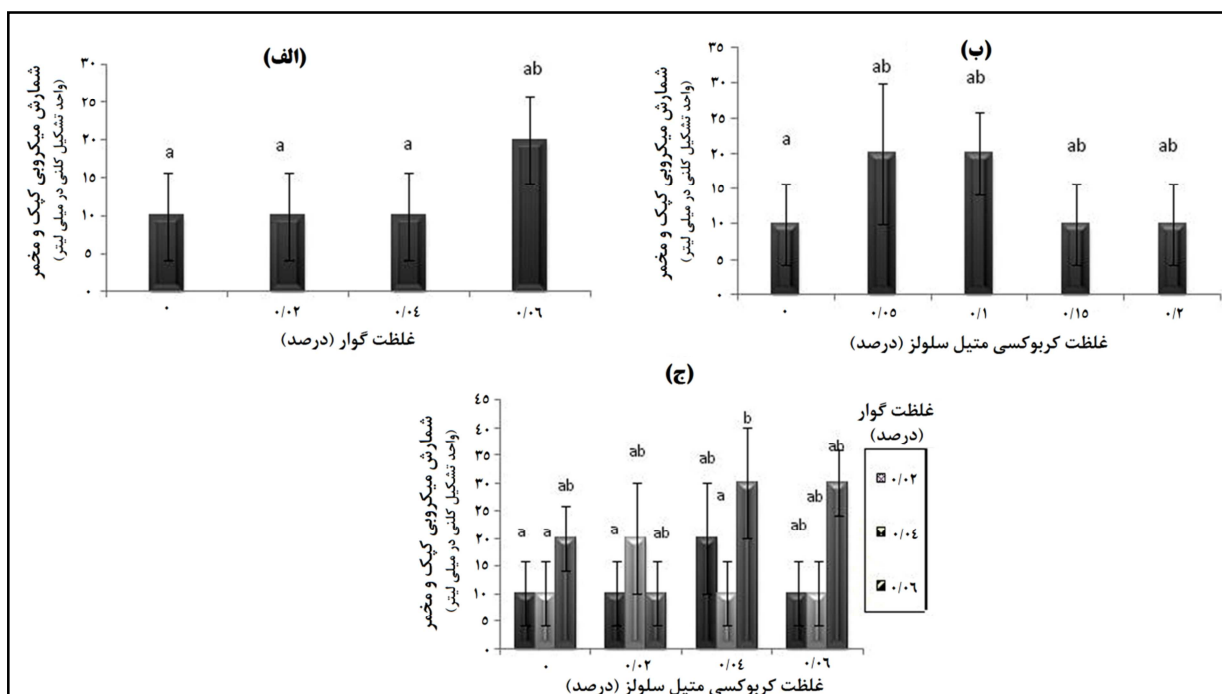 (الف)
شمارش میکروبی کپک و مخمر
(واحد تشکیل کلنی در میلی لیتر)
۳۰
۲۵
۲۰
۱۵
۱۰
۵
۰
a
a
a
ab
۰
۰/۰۲
۰/۰٤
۰/۰٦
غلظت گوار (درصد)
(ب)
شمارش میکروبی کپک و مخمر
(واحد تشکیل کلنی در میلی لیتر)
۳۵
۳۰
۲۵
۲۰
۱۵
۱۰
۵
۰
a
ab
ab
ab
ab
۰
۰/۰۵
۰/۱
۰/۱۵
۰/۲
غلظت کربوکسی متیل سلولز (درصد)
(ج)
شمارش میکروبی کپک و مخمر
(واحد تشکیل کلنی در میلی لیتر)
٤۵
٤۰
۳۵
۳۰
۲۵
۲۰
۱۵
۱۰
۵
۰
a
a
ab
a
ab
ab
ab
a
b
ab
ab
ab
۰
۰/۰۲
۰/۰٤
۰/۰٦
غلظت کربوکسی متیل سلولز (درصد)
غلظت گوار
(درصد)
۰/۰۲
۰/۰٤
۰/۰٦